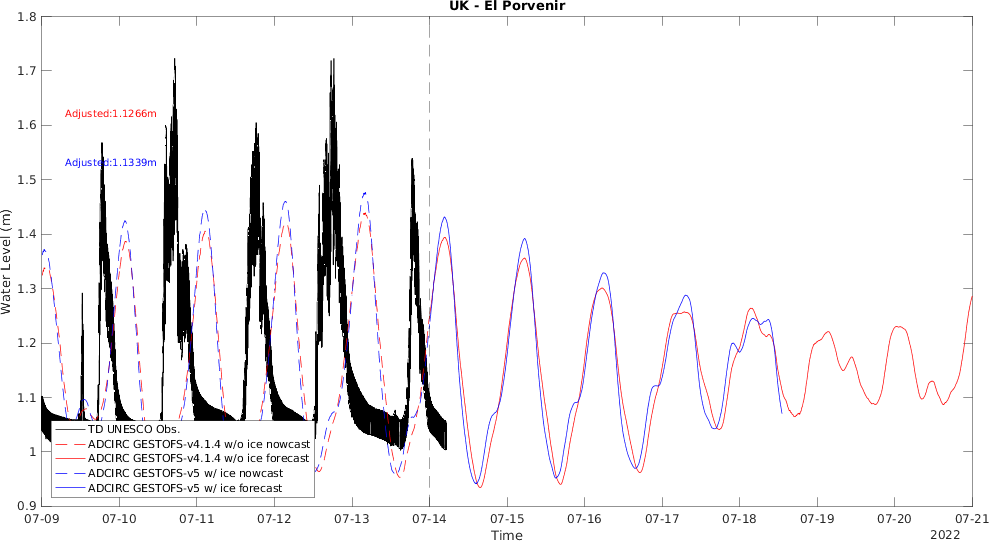 UK - El Porvenir
1.8
1.7
1.6
1.5
1.4
1.3
1.2
1.1
1
0.9
Water Level (m)
Adjusted:1.1266m
Adjusted:1.1339m
TD UNESCO Obs.
ADCIRC GESTOFS-v4.1.4 w/o ice nowcast
ADCIRC GESTOFS-v4.1.4 w/o ice forecast
ADCIRC GESTOFS-v5 w/ ice nowcast
ADCIRC GESTOFS-v5 w/ ice forecast
07-09 07-10 07-11 07-12 07-13 07-14 07-15 07-16 07-17 07-18 07-19 07-20 07-21
Time
2022